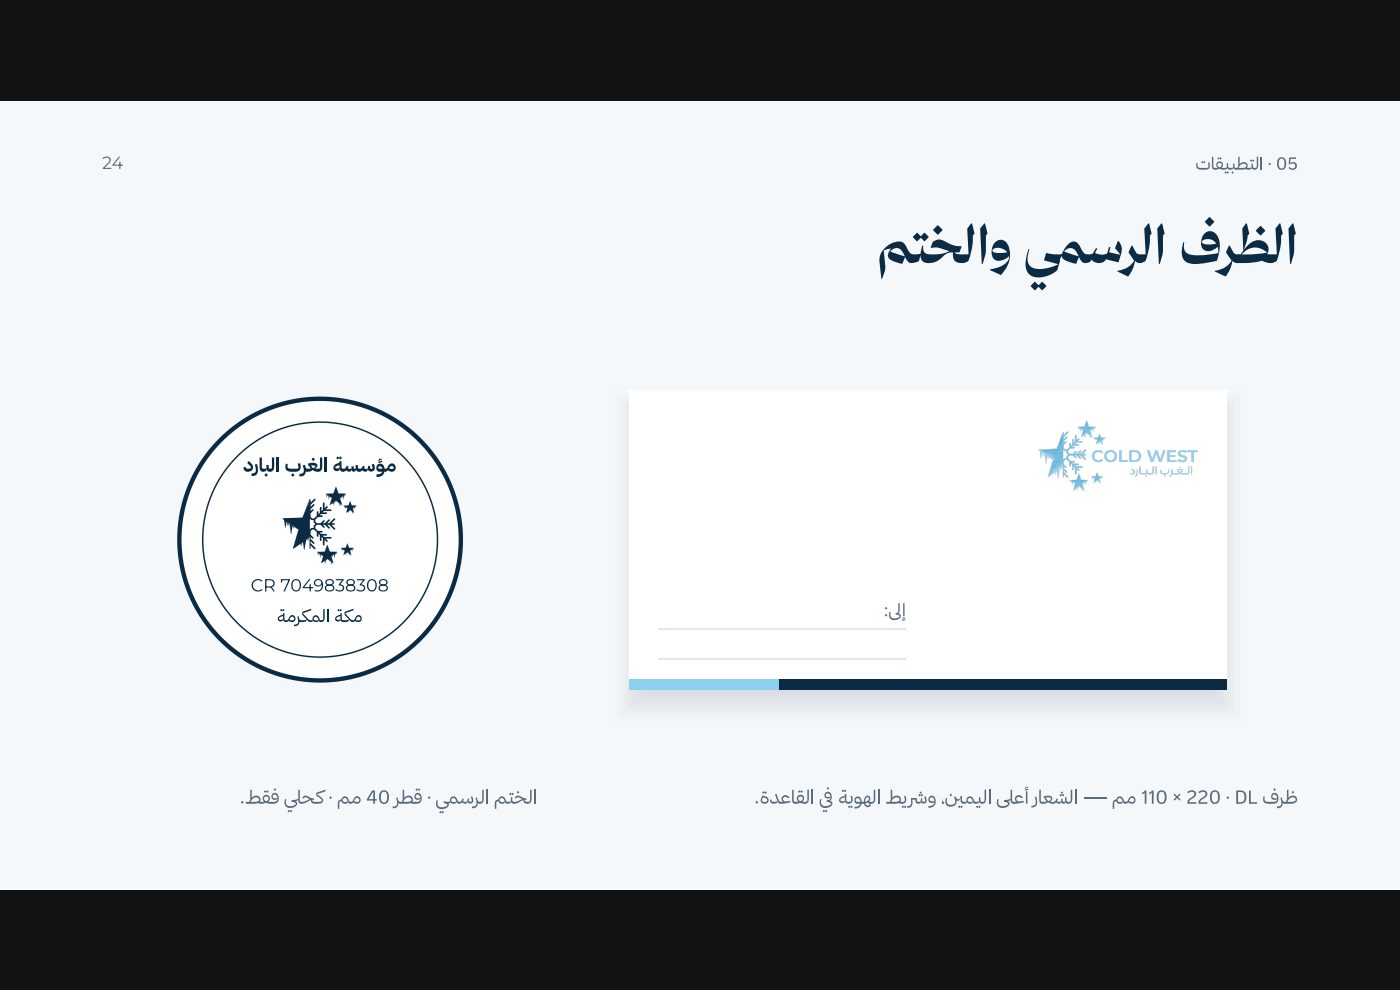 05 · التطبيقات
24
الظرف الرسمي والختم
COLD WEST
الغرب البارد
إلى:
مؤسسة الغرب البارد
CR 7049838308
مكة المكرمة
ظرف DL · 220 × 110 مم — الشعار أعلى اليمين، وشريط الهوية في القاعدة.
الختم الرسمي · قطر 40 مم · كحلي فقط.